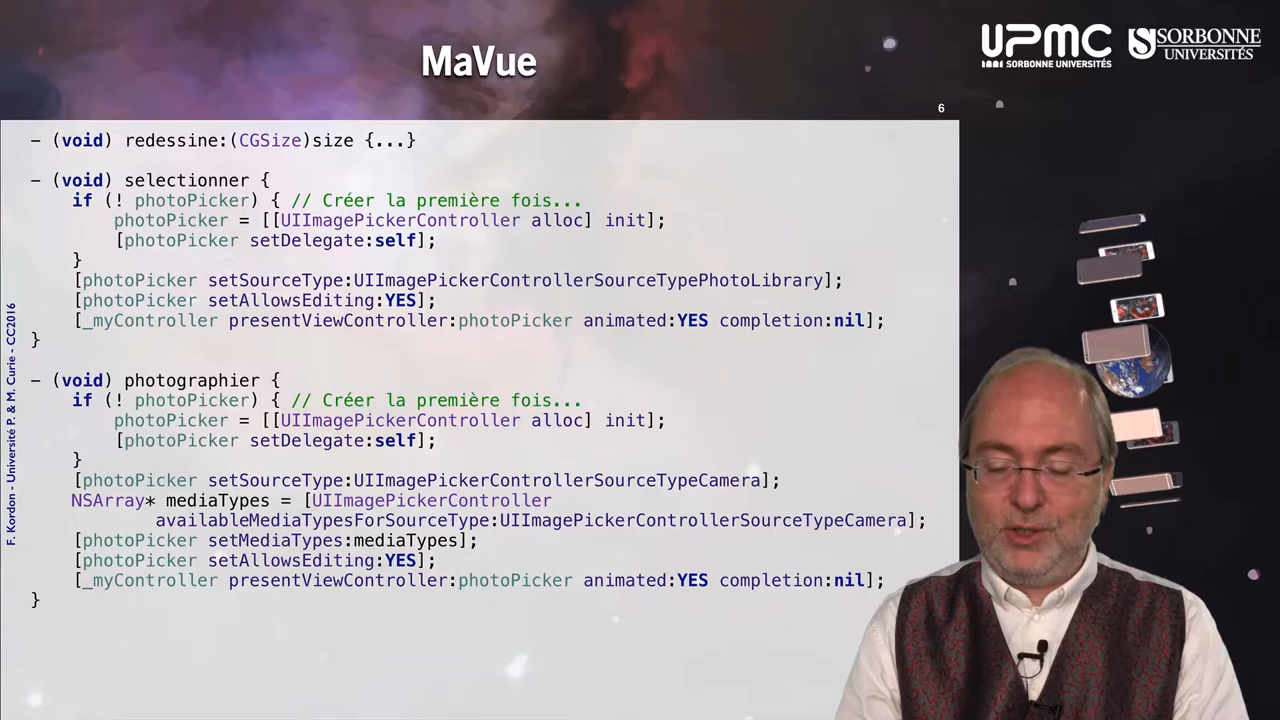 MaVue
UPMC
SORBONNE UNIVERSITÉS
SORBONNE
UNIVERSITÉS
6
- (void) redessine:(CGSize)size {...}
- (void) selectionner {
if (! photoPicker) { // Créer la première fois...
photoPicker = [[UIImagePickerController alloc] init];
[photoPicker setDelegate:self];
}
[photoPicker setSourceType:UIImagePickerControllerSourceTypePhotoLibrary];
[photoPicker setAllowsEditing:YES];
[_myController presentViewController:photoPicker animated:YES completion:nil];
}
- (void) photographier {
if (! photoPicker) { // Créer la première fois...
photoPicker = [[UIImagePickerController alloc] init];
[photoPicker setDelegate:self];
}
[photoPicker setSourceType:UIImagePickerControllerSourceTypeCamera];
NSArray* mediaTypes = [UIImagePickerController
availableMediaTypesForSourceType:UIImagePickerControllerSourceTypeCamera];
[photoPicker setMediaTypes:mediaTypes];
[photoPicker setAllowsEditing:YES];
[_myController presentViewController:photoPicker animated:YES completion:nil];
}
F. Kordon - Université P. & M. Curie - CC2016